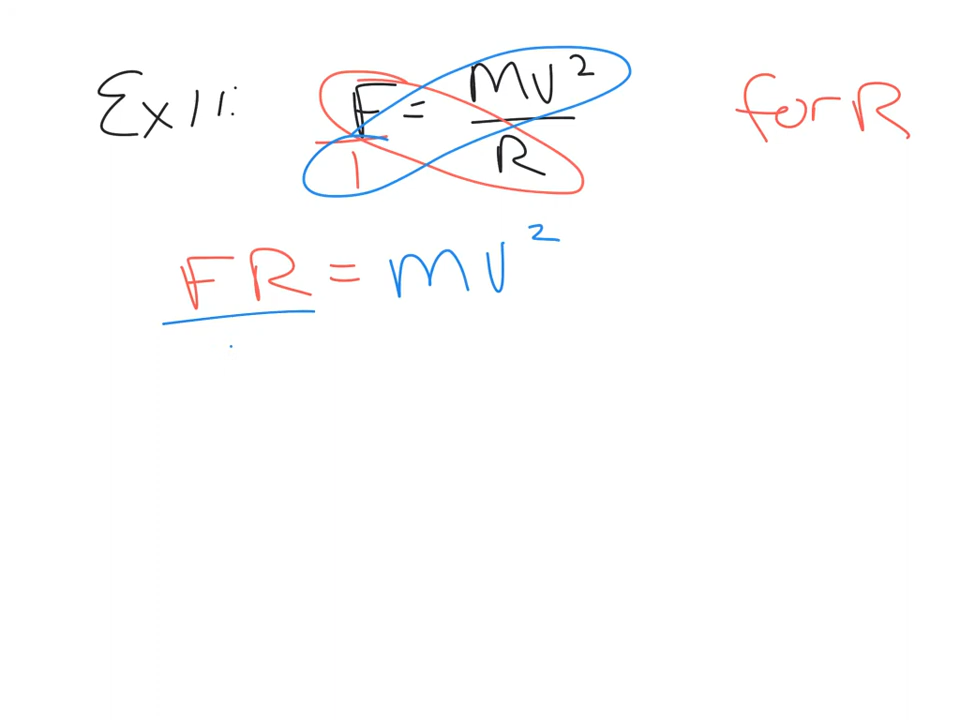 Ex 11: F/1 = mv²/R for R
FR = mv²